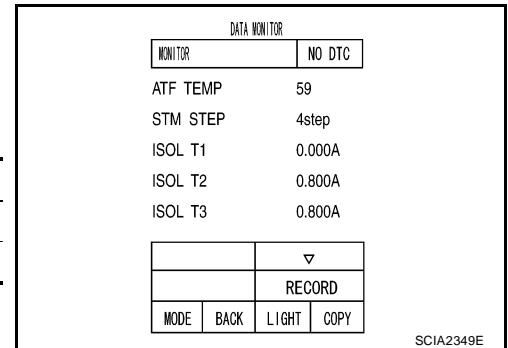 DATA MONITOR
MONITOR NO DTC
ATF TEMP 59
STM STEP 4step
ISOL T1 0.000A
ISOL T2 0.800A
ISOL T3 0.800A
▽
RECORD
MODE BACK LIGHT COPY
SCIA2349E